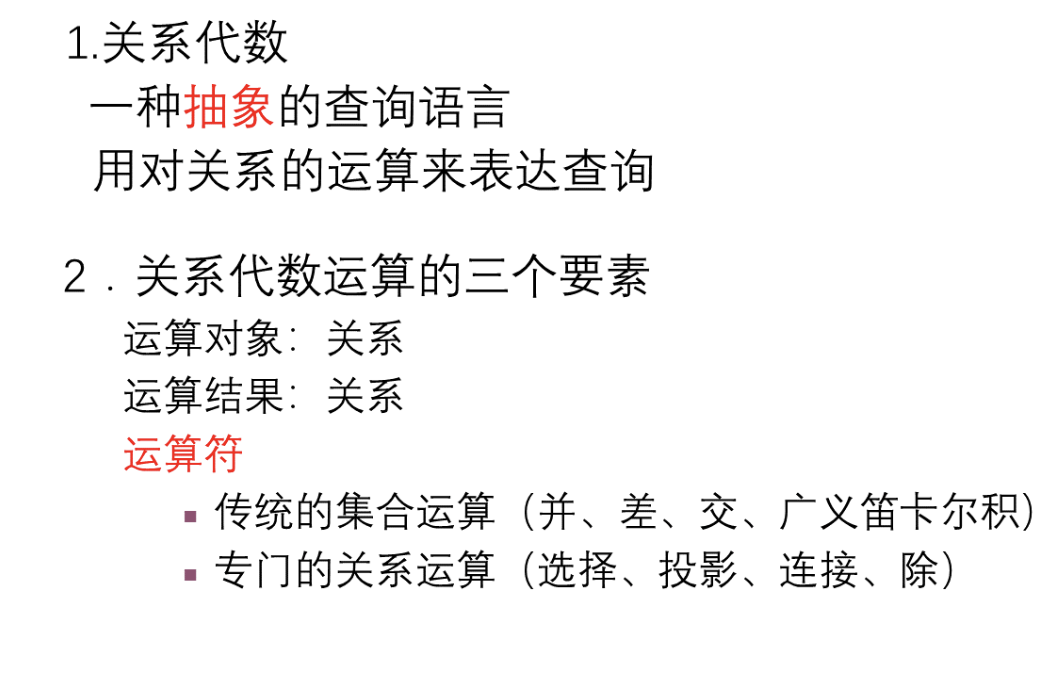 1.关系代数
一种抽象的查询语言
用对关系的运算来表达查询
2．关系代数运算的三个要素
运算对象：关系
运算结果：关系
运算符
▪ 传统的集合运算（并、差、交、广义笛卡尔积）
▪ 专门的关系运算（选择、投影、连接、除）